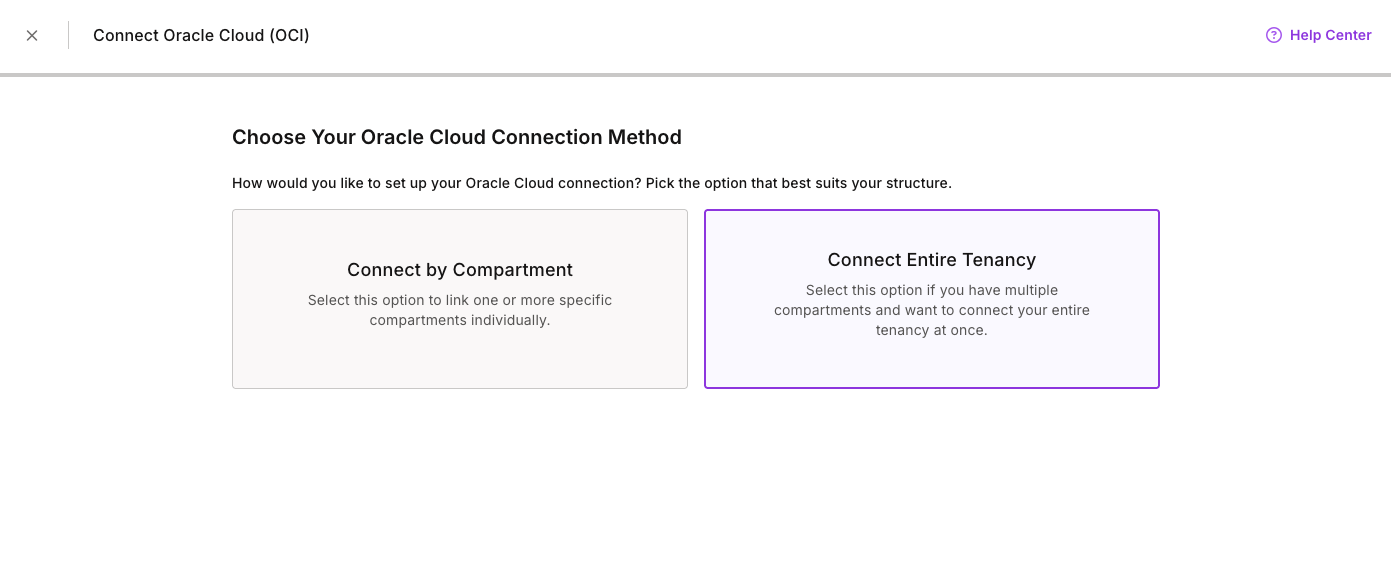 Connect Oracle Cloud (OCI)
Help Center
Choose Your Oracle Cloud Connection Method
How would you like to set up your Oracle Cloud connection? Pick the option that best suits your structure.
Connect by Compartment
Select this option to link one or more specific
compartments individually.
Connect Entire Tenancy
Select this option if you have multiple
compartments and want to connect your entire
tenancy at once.